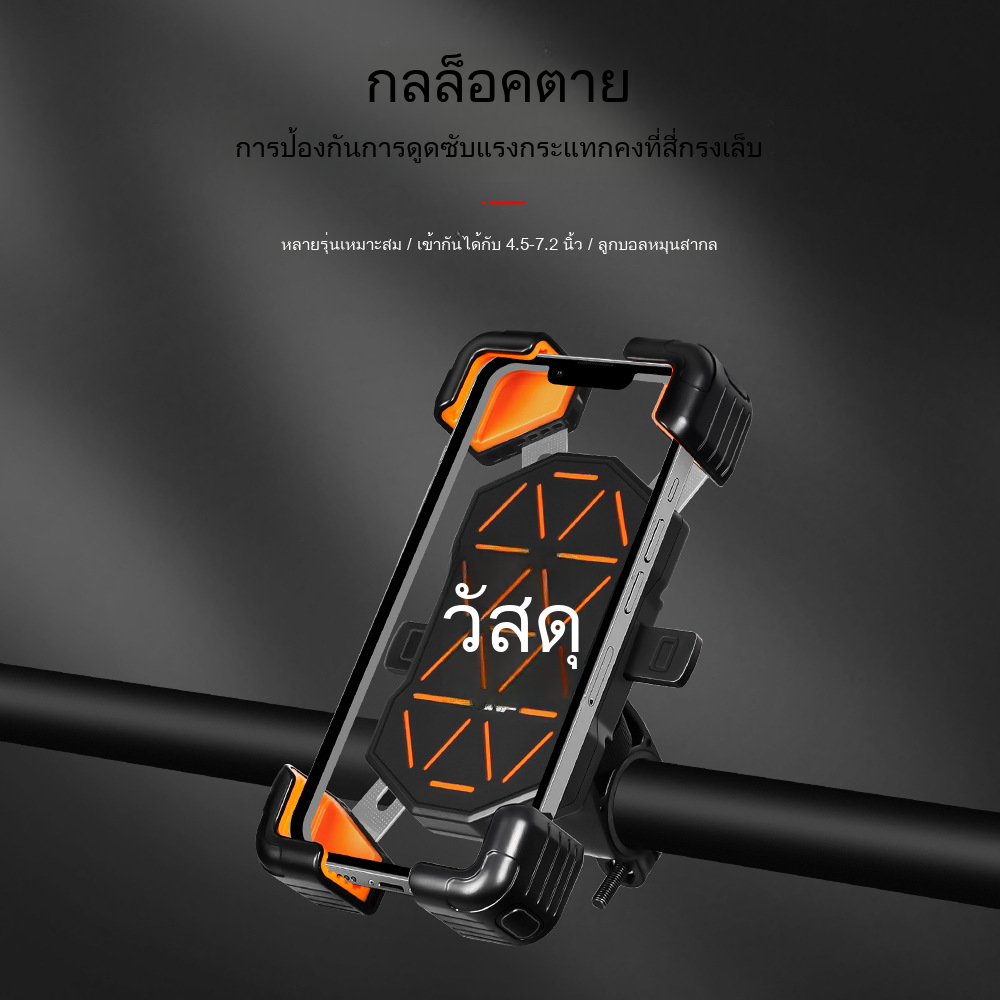 กลล็อคตาย
การป้องกันการดูดซับแรงกระแทกคงที่สี่กรงเล็บ
หลายรุ่นเหมาะสม / เข้ากันได้กับ 4.5-7.2 นิ้ว / ลูกบอลหมุนสากล
วัสดุ